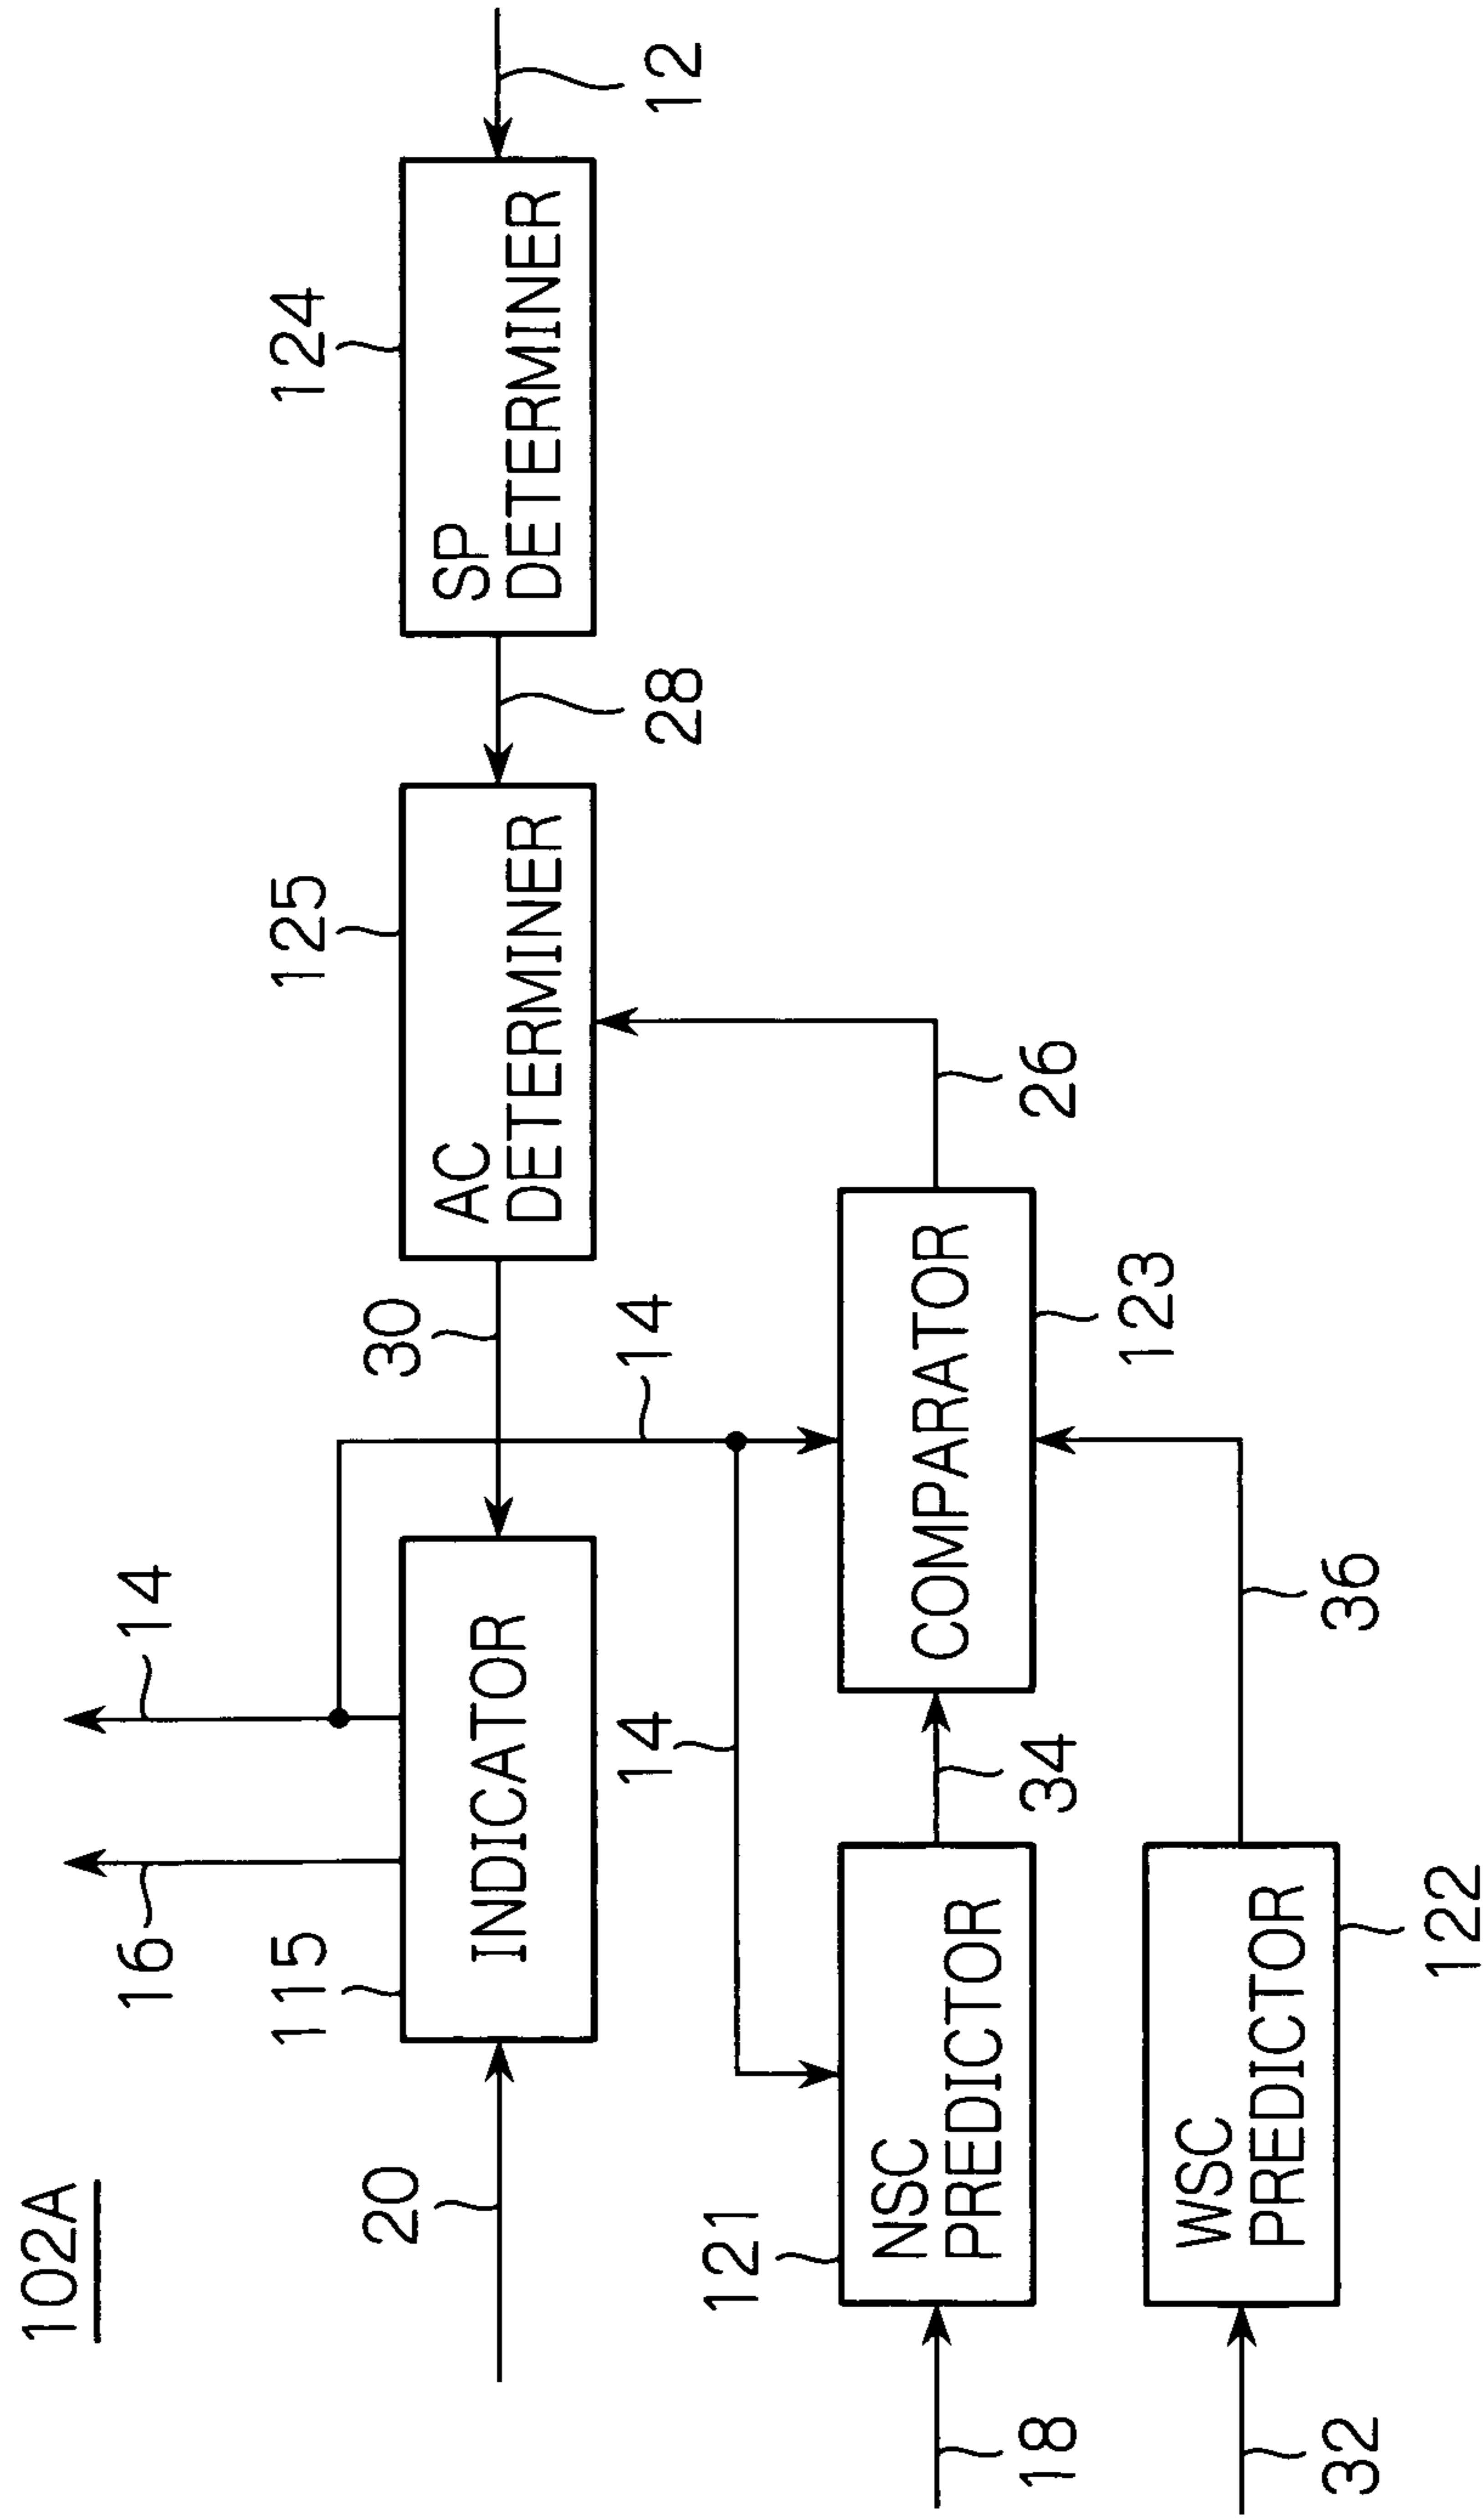 102A
16
14
115
124
125
20
30
INDICATOR
AC
DETERMINER
SP
DETERMINER
14
14
28
12
121
NSC
PREDICTOR
COMPARATOR
18
34
26
123
WSC
PREDICTOR
32
36
122